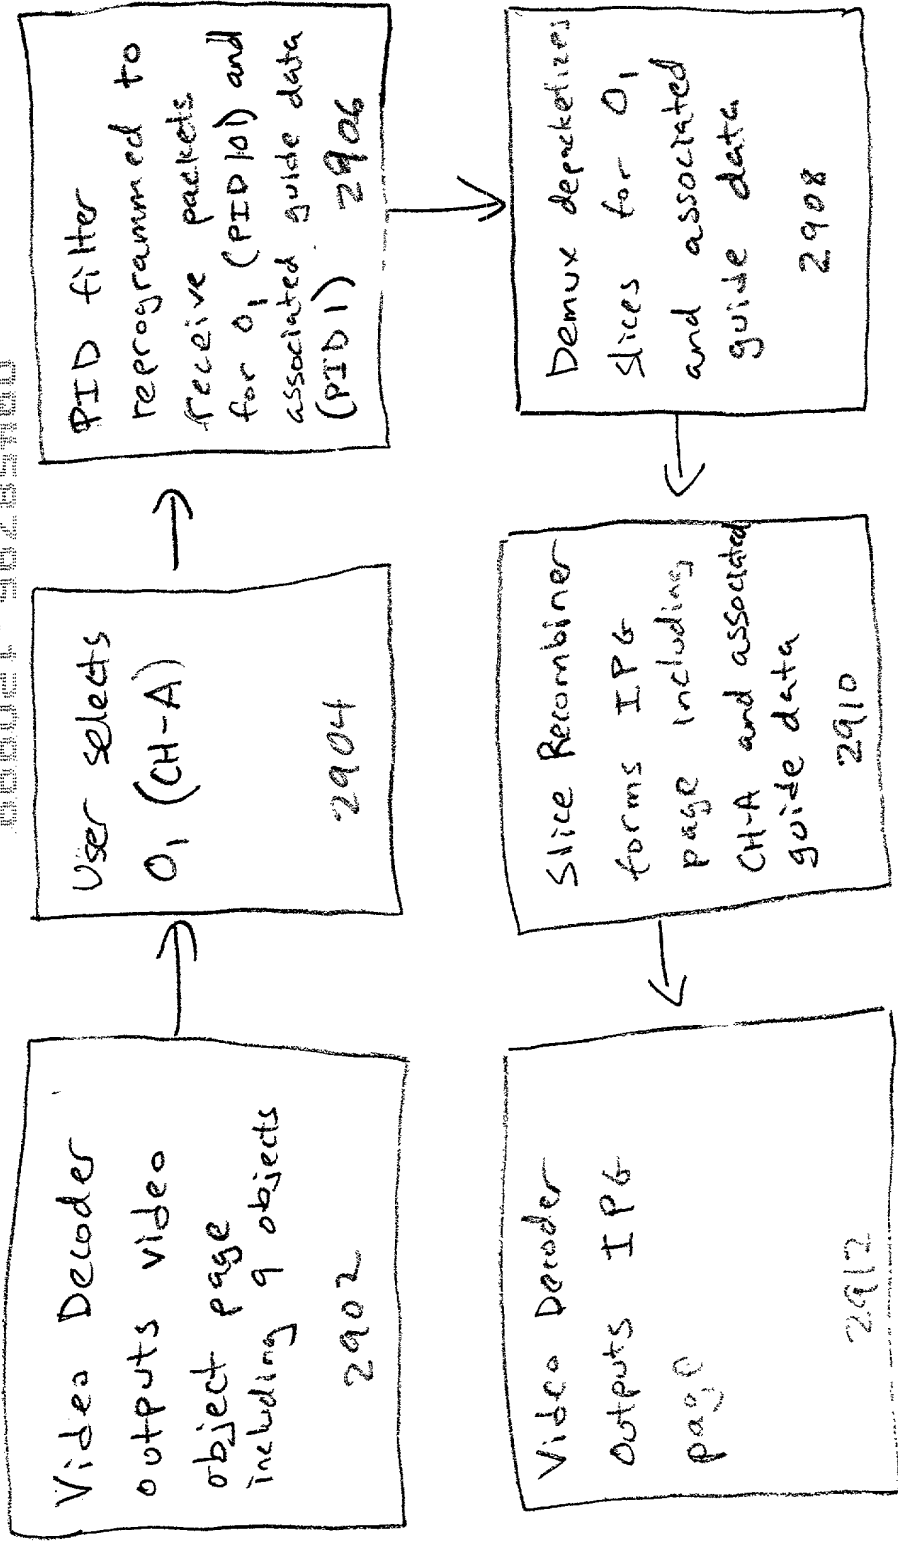 Video Decoder
outputs video
object page
including 9 objects
2902
User selects
O1 (CH-A)
2904
PID filter
reprogrammed to
receive packets
for O1 (PID 101) and
associated guide data
(PID 1) 2906
Demux depacketizes
slices for O1
and associated
guide data
2908
Slice Recombiner
forms IPG
page including
CH-A and associated
guide data
2910
Video Decoder
Outputs IPG
page
2912